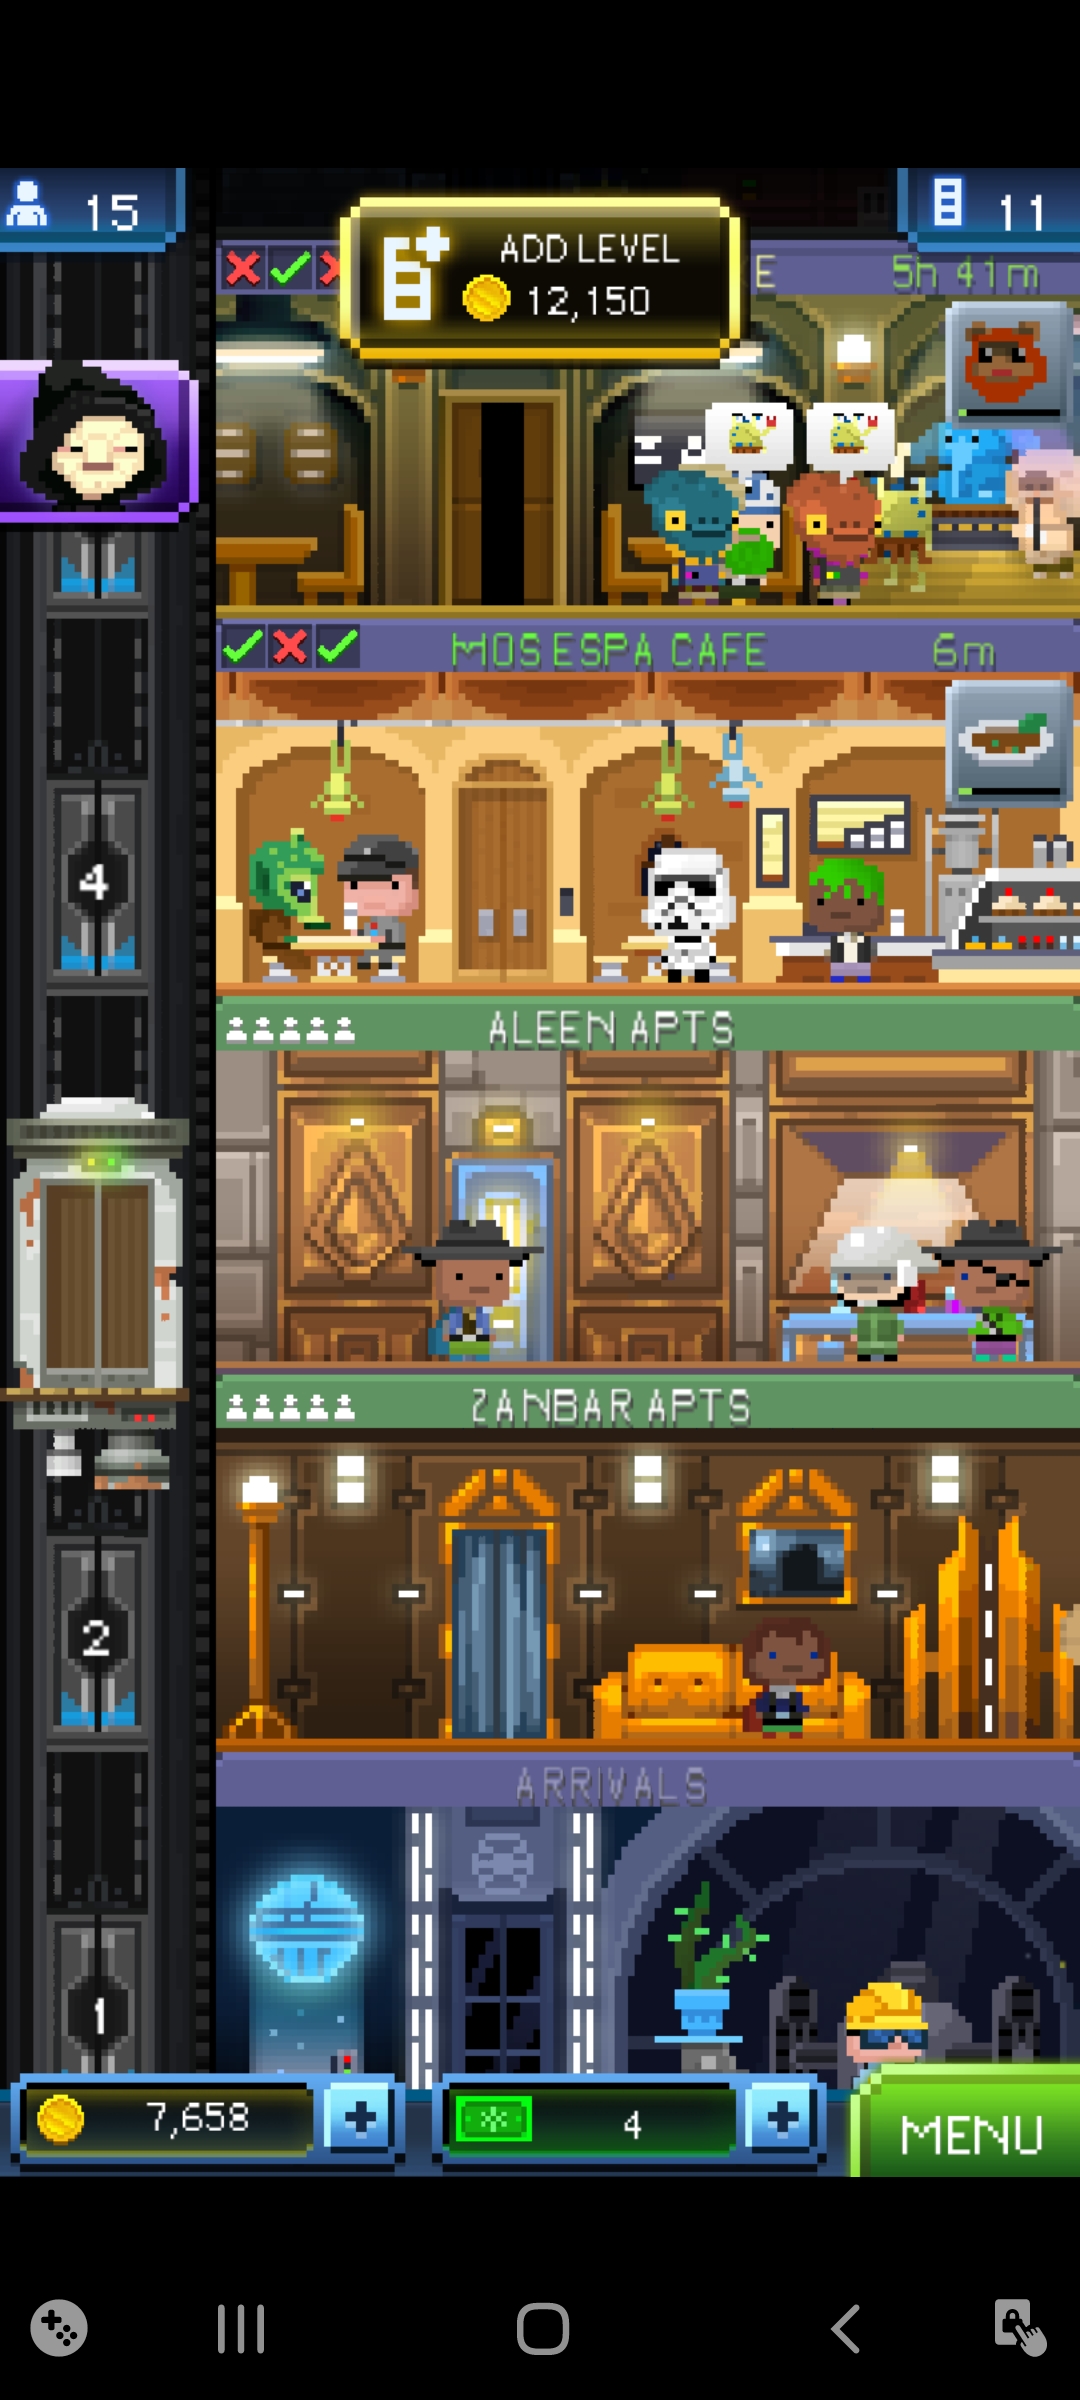 15
11
ADD LEVEL
12,150
E
5h 41m
MOS ESPA CAFE
6m
4
ALEEN APTS
ZANBAR APTS
2
ARRIVALS
1
7,658
4
MENU